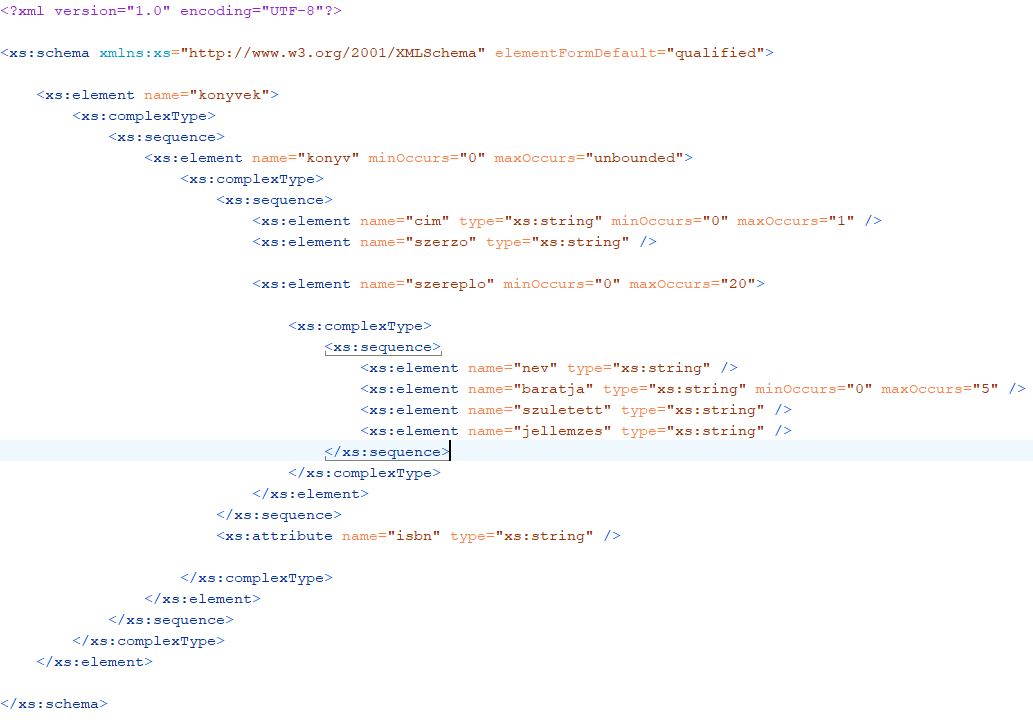 <?xml version="1.0" encoding="UTF-8"?>
<xs:schema xmlns:xs="http://www.w3.org/2001/XMLSchema" elementFormDefault="qualified">
<xs:element name="konyvek">
<xs:complexType>
<xs:sequence>
<xs:element name="konyv" minOccurs="0" maxOccurs="unbounded">
<xs:complexType>
<xs:sequence>
<xs:element name="cim" type="xs:string" minOccurs="0" maxOccurs="1" />
<xs:element name="szerzo" type="xs:string" />
<xs:element name="szereplo" minOccurs="0" maxOccurs="20">
<xs:complexType>
<xs:sequence>
<xs:element name="nev" type="xs:string" />
<xs:element name="baratja" type="xs:string" minOccurs="0" maxOccurs="5" />
<xs:element name="szuletett" type="xs:string" />
<xs:element name="jellemzes" type="xs:string" />
</xs:sequence>
</xs:complexType>
</xs:element>
</xs:sequence>
<xs:attribute name="isbn" type="xs:string" />
</xs:complexType>
</xs:element>
</xs:sequence>
</xs:complexType>
</xs:element>
</xs:schema>